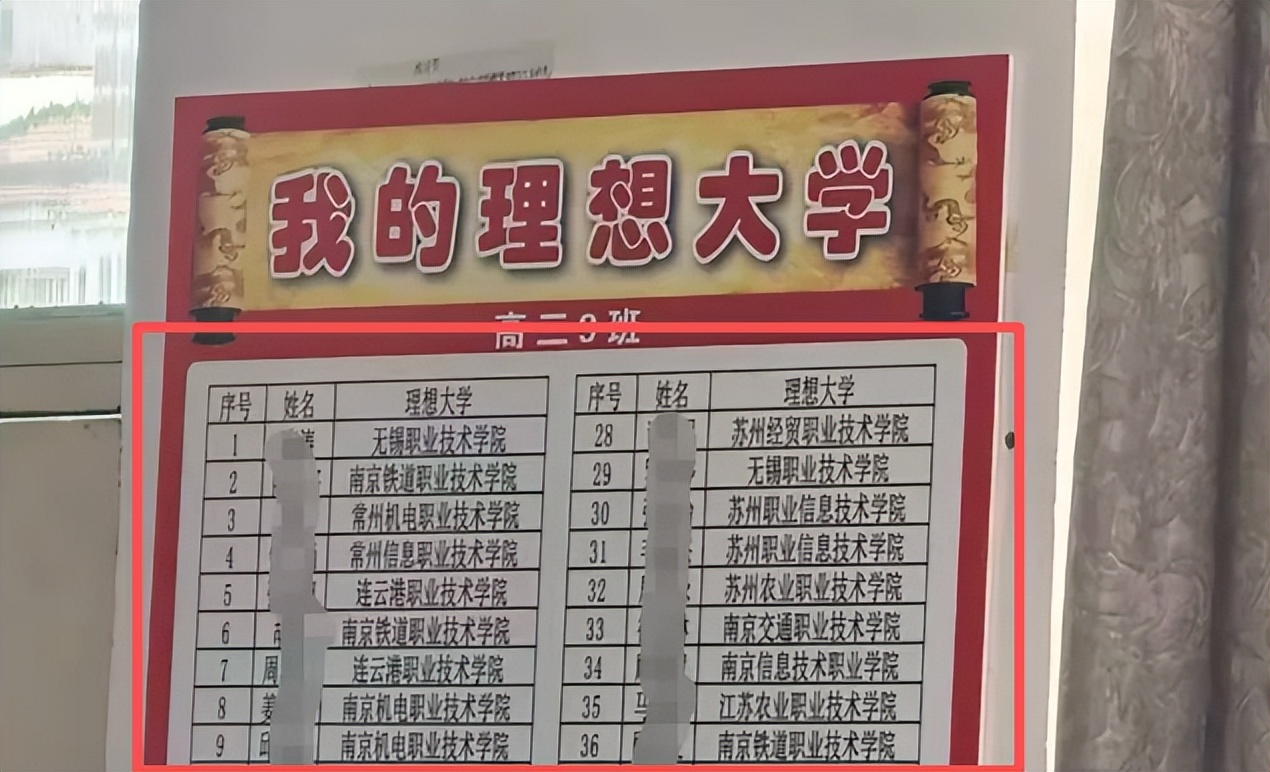 我的理想大学
高三9班
序号 姓名 理想大学
1 无锡职业技术学院
2 南京铁道职业技术学院
3 常州机电职业技术学院
4 常州信息职业技术学院
5 连云港职业技术学院
6 南京铁道职业技术学院
7 周 连云港职业技术学院
8 姜 南京机电职业技术学院
9 邱 南京机电职业技术学院
序号 姓名 理想大学
28 苏州经贸职业技术学院
29 无锡职业技术学院
30 苏州职业信息技术学院
31 苏州职业信息技术学院
32 苏州农业职业技术学院
33 南京交通职业技术学院
34 南京信息技术职业学院
35 马 江苏农业职业技术学院
36 南京铁道职业技术学院